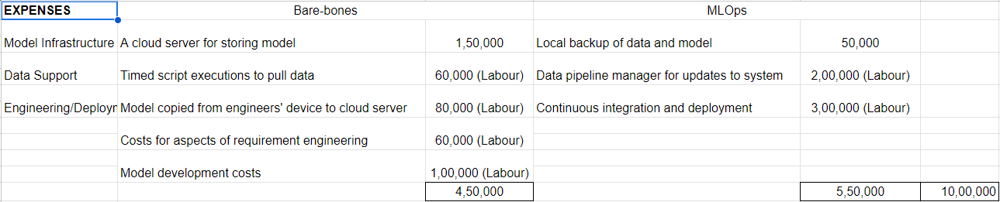 EXPENSES Bare-bones MLOps
Model Infrastructure A cloud server for storing model 1,50,000 Local backup of data and model 50,000
Data Support Timed script executions to pull data 60,000 (Labour) Data pipeline manager for updates to system 2,00,000 (Labour)
Engineering/Deployn Model copied from engineers' device to cloud server 80,000 (Labour) Continuous integration and deployment 3,00,000 (Labour)
Costs for aspects of requirement engineering 60,000 (Labour)
Model development costs 1,00,000 (Labour)
4,50,000 5,50,000 10,00,000